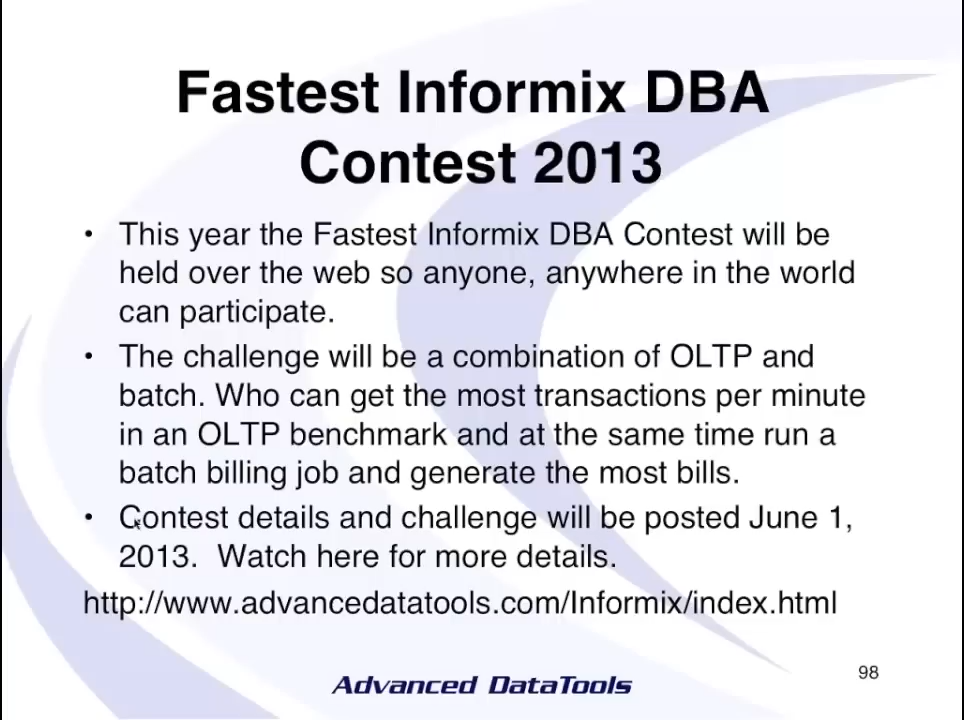 Fastest Informix DBA
Contest 2013
• This year the Fastest Informix DBA Contest will be
held over the web so anyone, anywhere in the world
can participate.
• The challenge will be a combination of OLTP and
batch. Who can get the most transactions per minute
in an OLTP benchmark and at the same time run a
batch billing job and generate the most bills.
• Contest details and challenge will be posted June 1,
2013.  Watch here for more details.
http://www.advancedatatools.com/Informix/index.html
98
Advanced DataTools